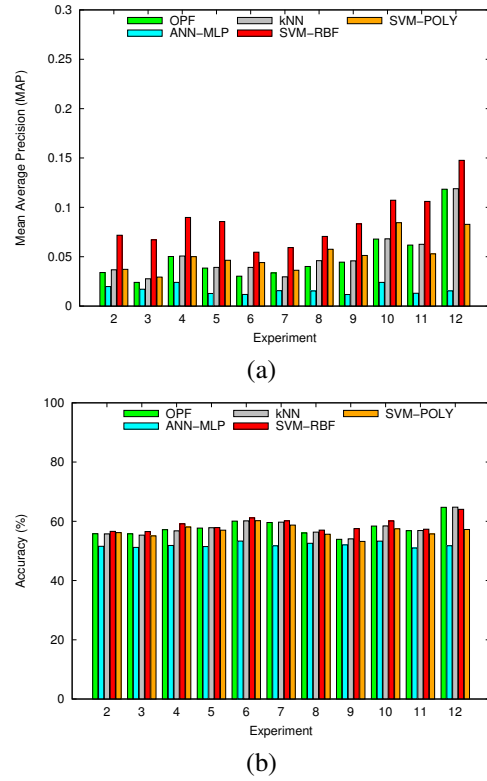 0.3
OPF
kNN
SVM-POLY
ANN-MLP
SVM-RBF
0.25
0.2
0.15
0.1
0.05
0
Mean Average Precision (MAP)
2 3 4 5 6 7 8 9 10 11 12
Experiment
(a)
100
OPF
kNN
SVM-POLY
ANN-MLP
SVM-RBF
80
60
40
20
0
Accuracy (%)
2 3 4 5 6 7 8 9 10 11 12
Experiment
(b)